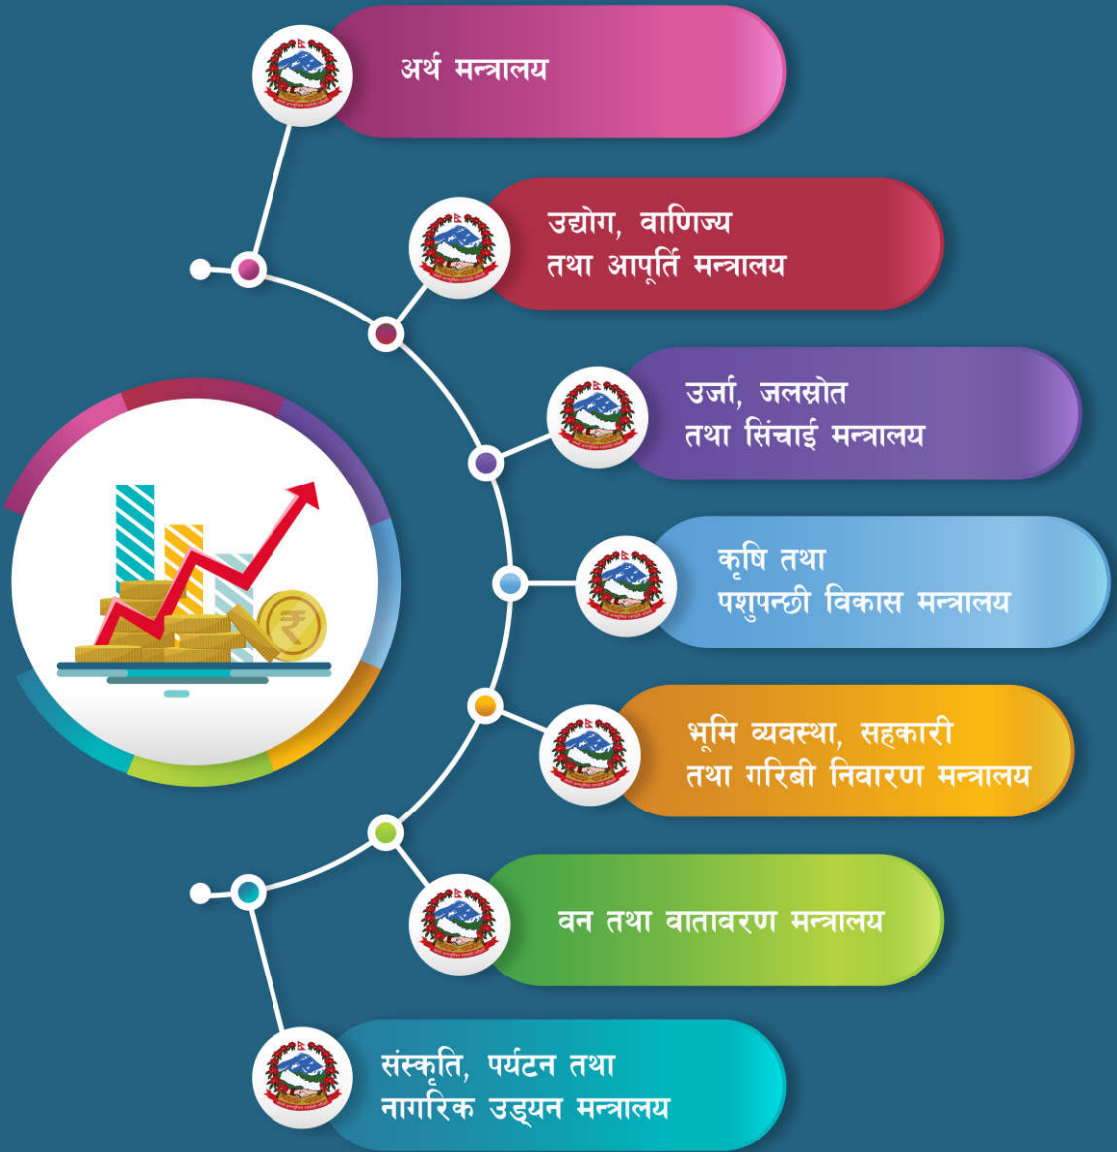 अर्थ मन्त्रालय
उद्योग, वाणिज्य
तथा आपूर्ति मन्त्रालय
उर्जा, जलस्रोत
तथा सिंचाई मन्त्रालय
कृषि तथा
पशुपन्छी विकास मन्त्रालय
₹
भूमि व्यवस्था, सहकारी
तथा गरिबी निवारण मन्त्रालय
वन तथा वातावरण मन्त्रालय
संस्कृति, पर्यटन तथा
नागरिक उड्यन मन्त्रालय